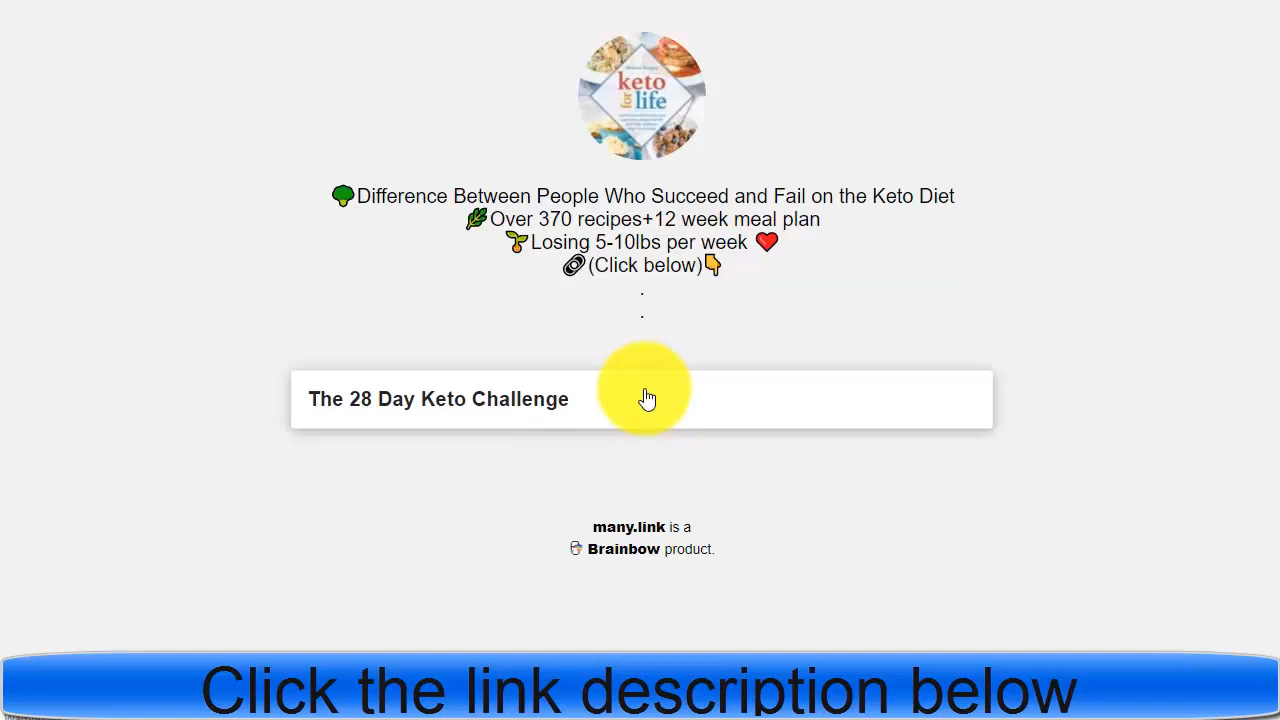 keto
for
life
🥦Difference Between People Who Succeed and Fail on the Keto Diet
🌿Over 370 recipes+12 week meal plan
🌱Losing 5-10lbs per week ❤️
🔗(Click below)👇
.
.
The 28 Day Keto Challenge
many.link is a
Brainbow product.
Click the link description below